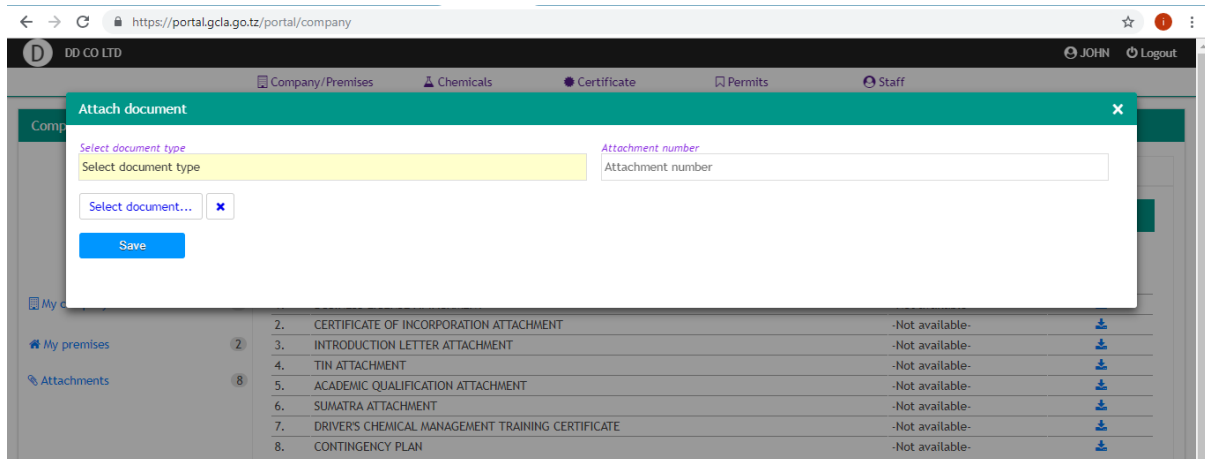 https://portal.gcla.go.tz/portal/company
i
D DD CO LTD JOHN Logout
Company/Premises Chemicals Certificate Permits Staff
Comp
Attach document
Select document type Attachment number
Select document type Attachment number
Select document...
Save
My c
2. CERTIFICATE OF INCORPORATION ATTACHMENT -Not available-
My premises 2 3. INTRODUCTION LETTER ATTACHMENT -Not available-
4. TIN ATTACHMENT -Not available-
Attachments 8 5. ACADEMIC QUALIFICATION ATTACHMENT -Not available-
6. SUMATRA ATTACHMENT -Not available-
7. DRIVER'S CHEMICAL MANAGEMENT TRAINING CERTIFICATE -Not available-
8. CONTINGENCY PLAN -Not available-